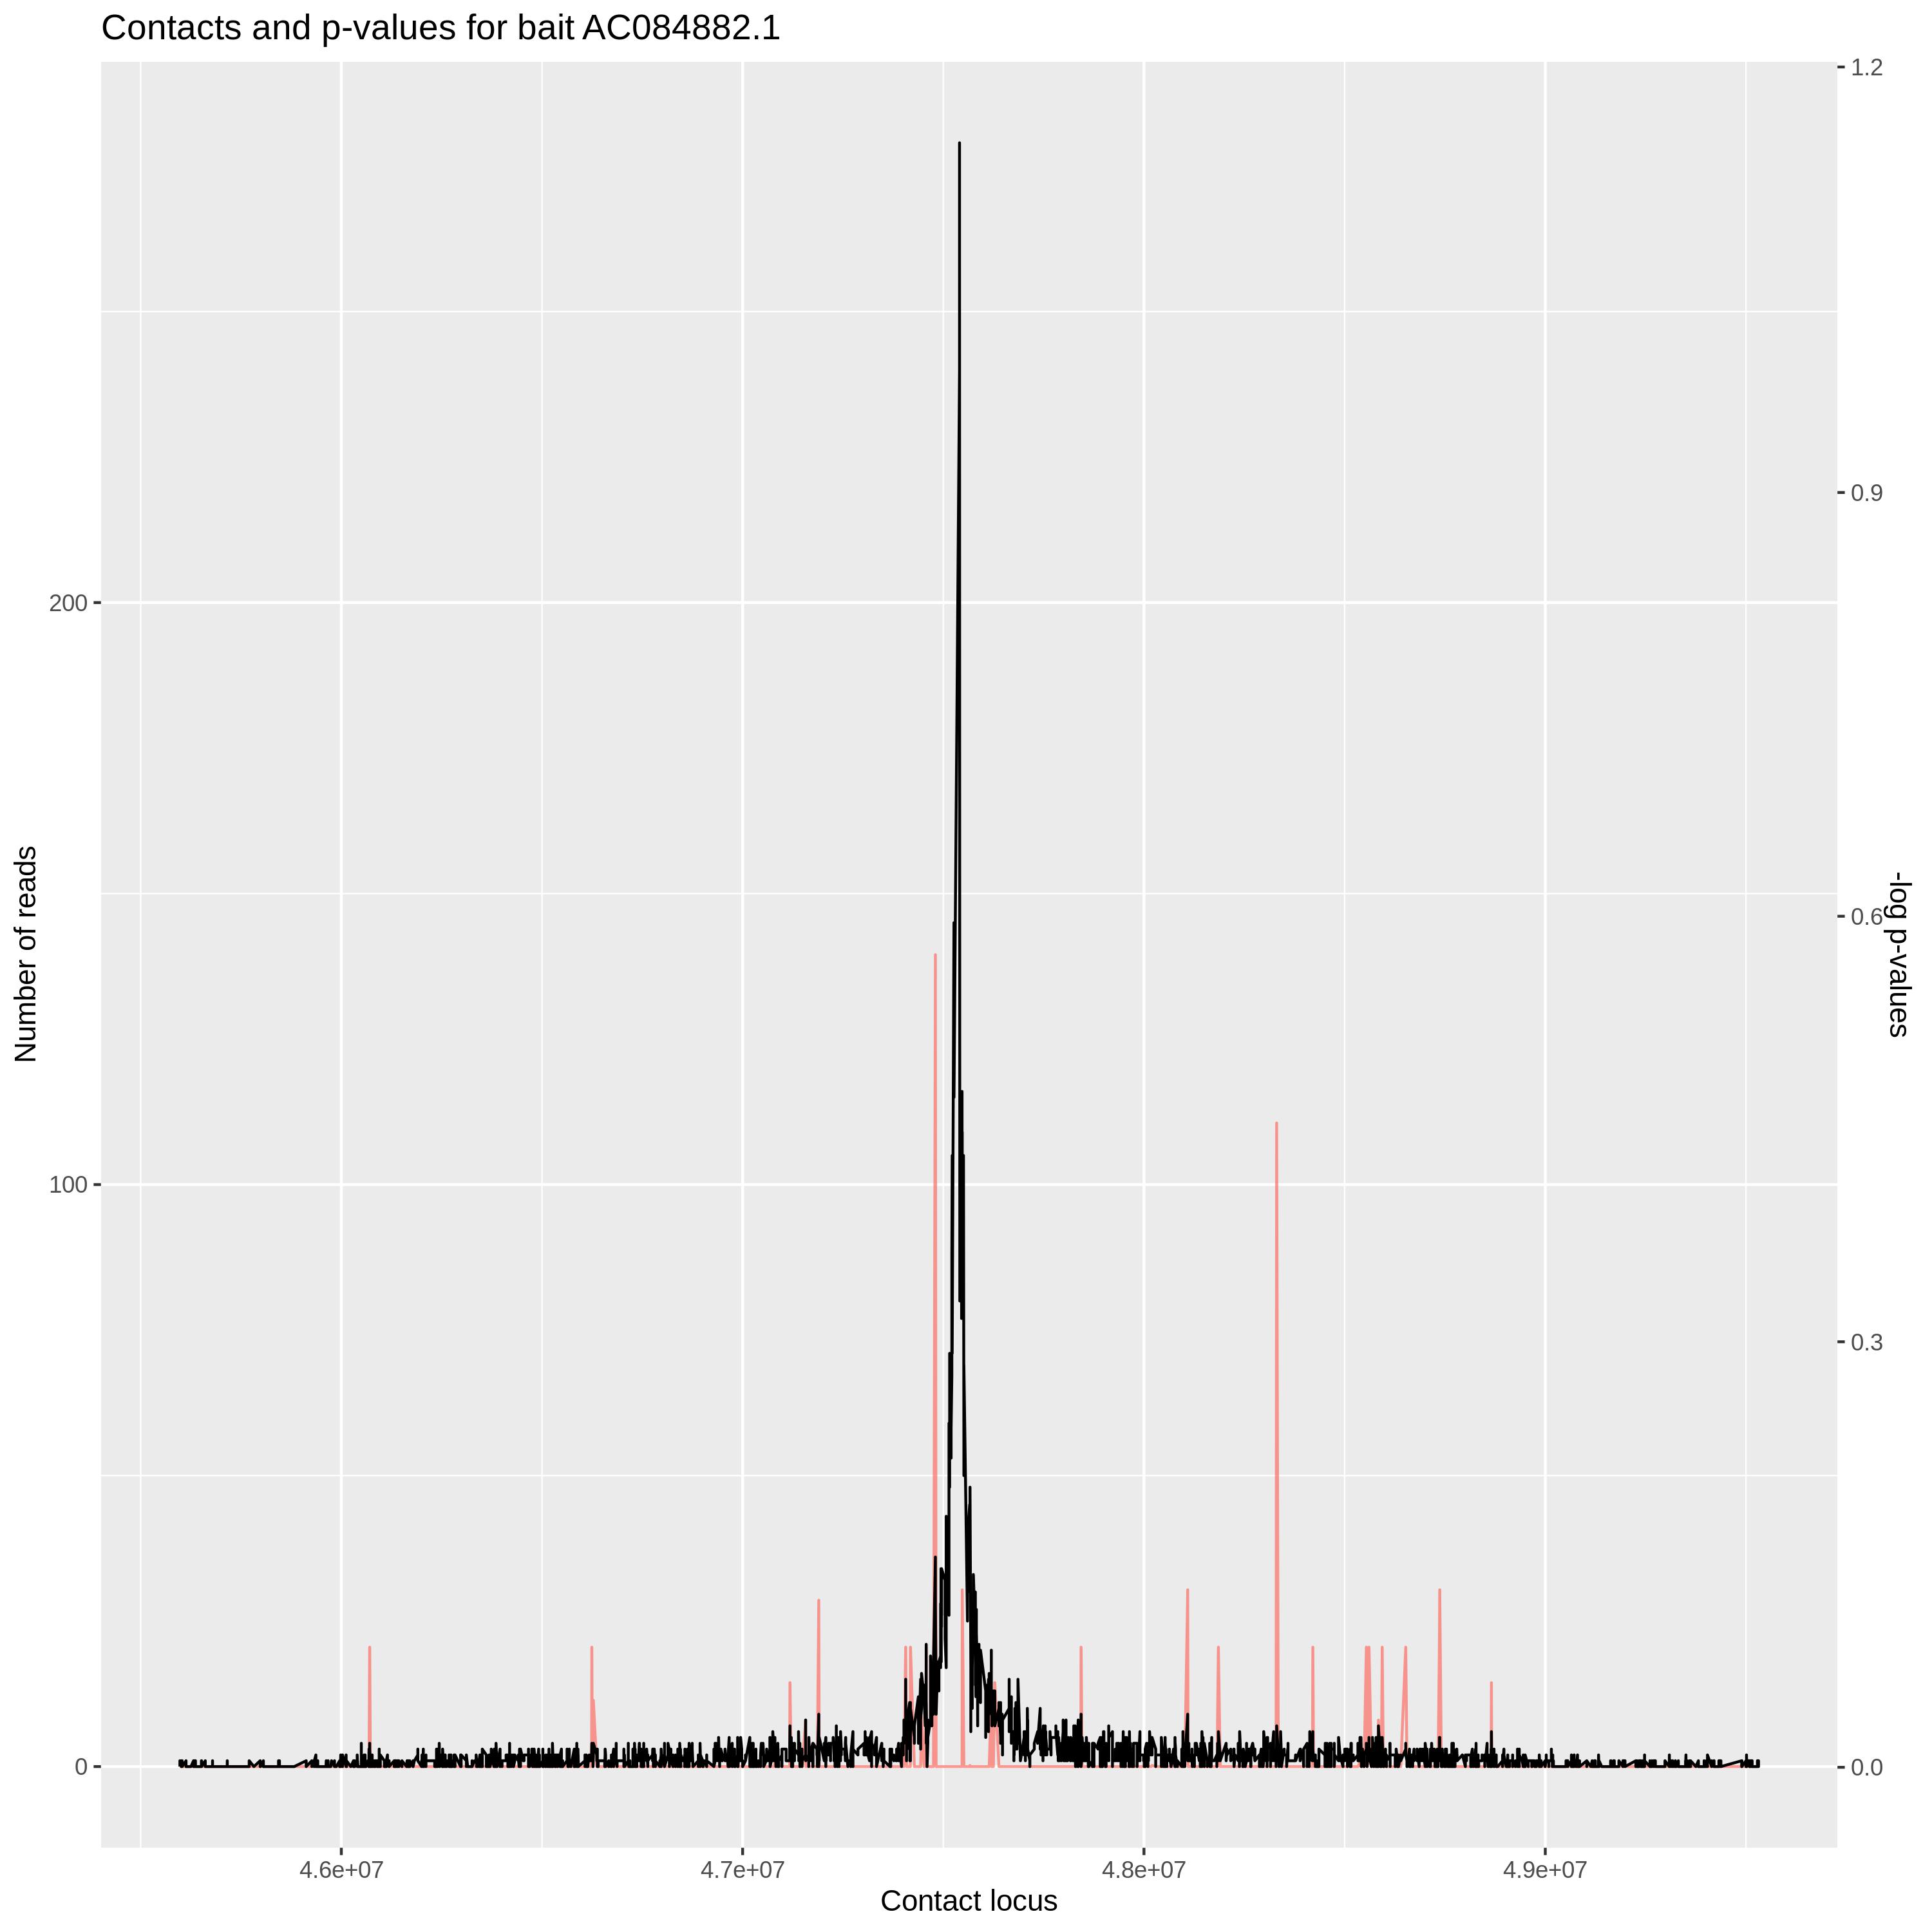 Contacts and p-values for bait AC084882.1
Number of reads
200
100
0
1.2
0.9
0.6
0.3
0.0
-log p-values
4.6e+07 4.7e+07 4.8e+07 4.9e+07
Contact locus